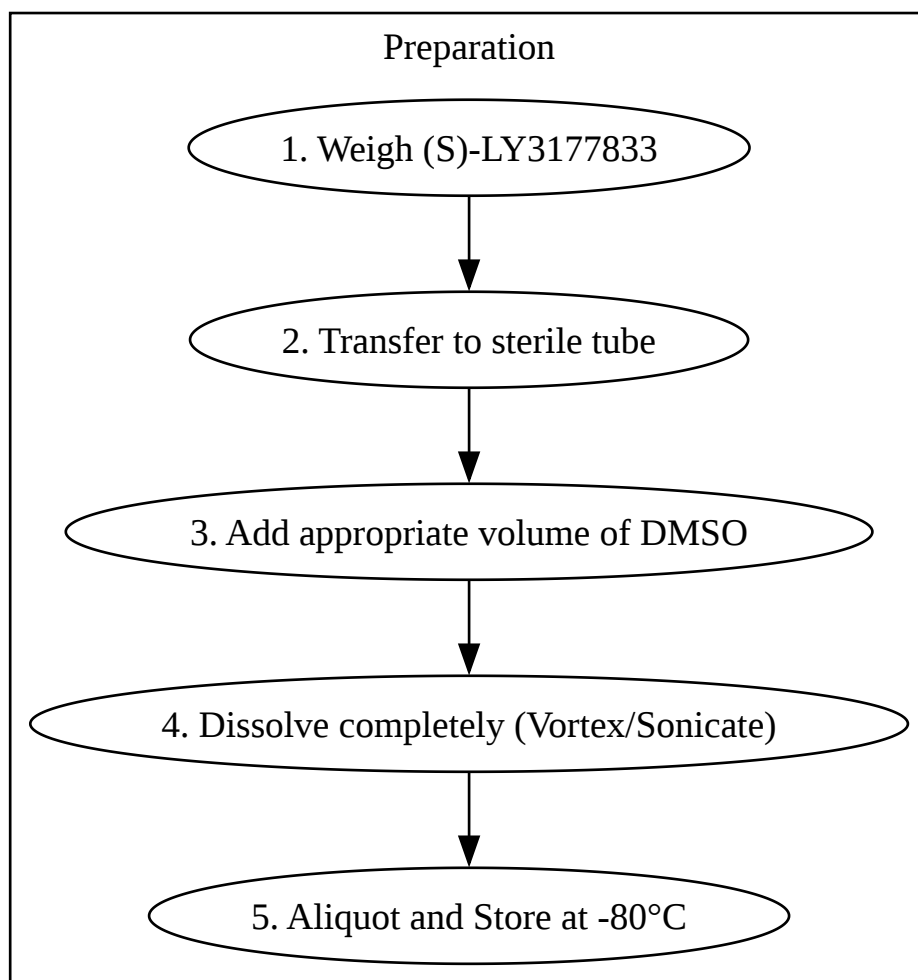 Preparation
1. Weigh (S)-LY3177833
2. Transfer to sterile tube
3. Add appropriate volume of DMSO
4. Dissolve completely (Vortex/Sonicate)
5. Aliquot and Store at -80°C